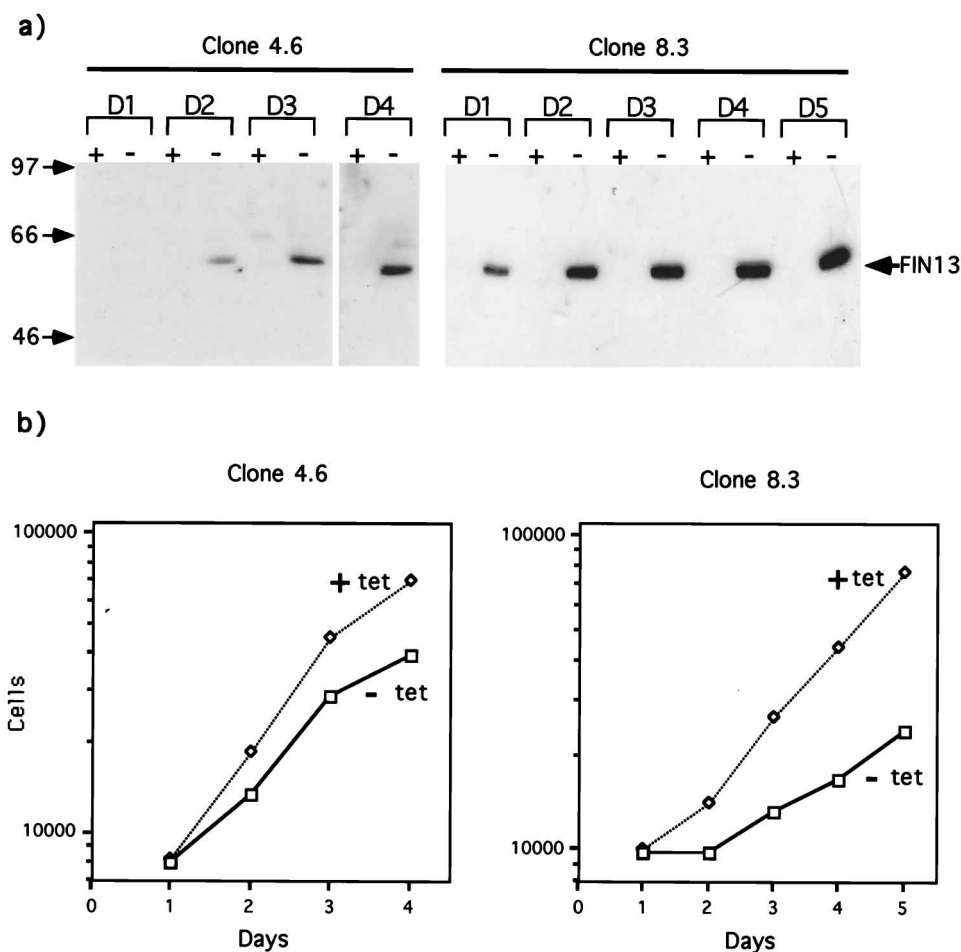 a)
Clone 4.6
Clone 8.3
D1 D2 D3 D4
D1 D2 D3 D4 D5
+ - + - + - + -
+ - + - + - + - + -
97
66
46
FIN13
b)
Clone 4.6
Clone 8.3
100000
10000
Cells
+ tet
- tet
0 1 2 3 4
Days
100000
10000
+ tet
- tet
0 1 2 3 4 5
Days